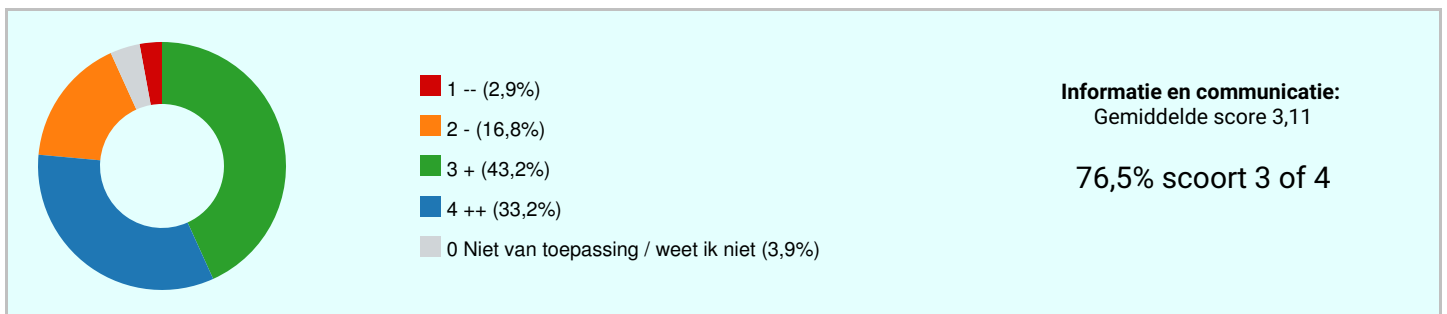 1 -- (2,9%)
2 - (16,8%)
3 + (43,2%)
4 ++ (33,2%)
0 Niet van toepassing / weet ik niet (3,9%)
Informatie en communicatie:
Gemiddelde score 3,11
76,5% scoort 3 of 4